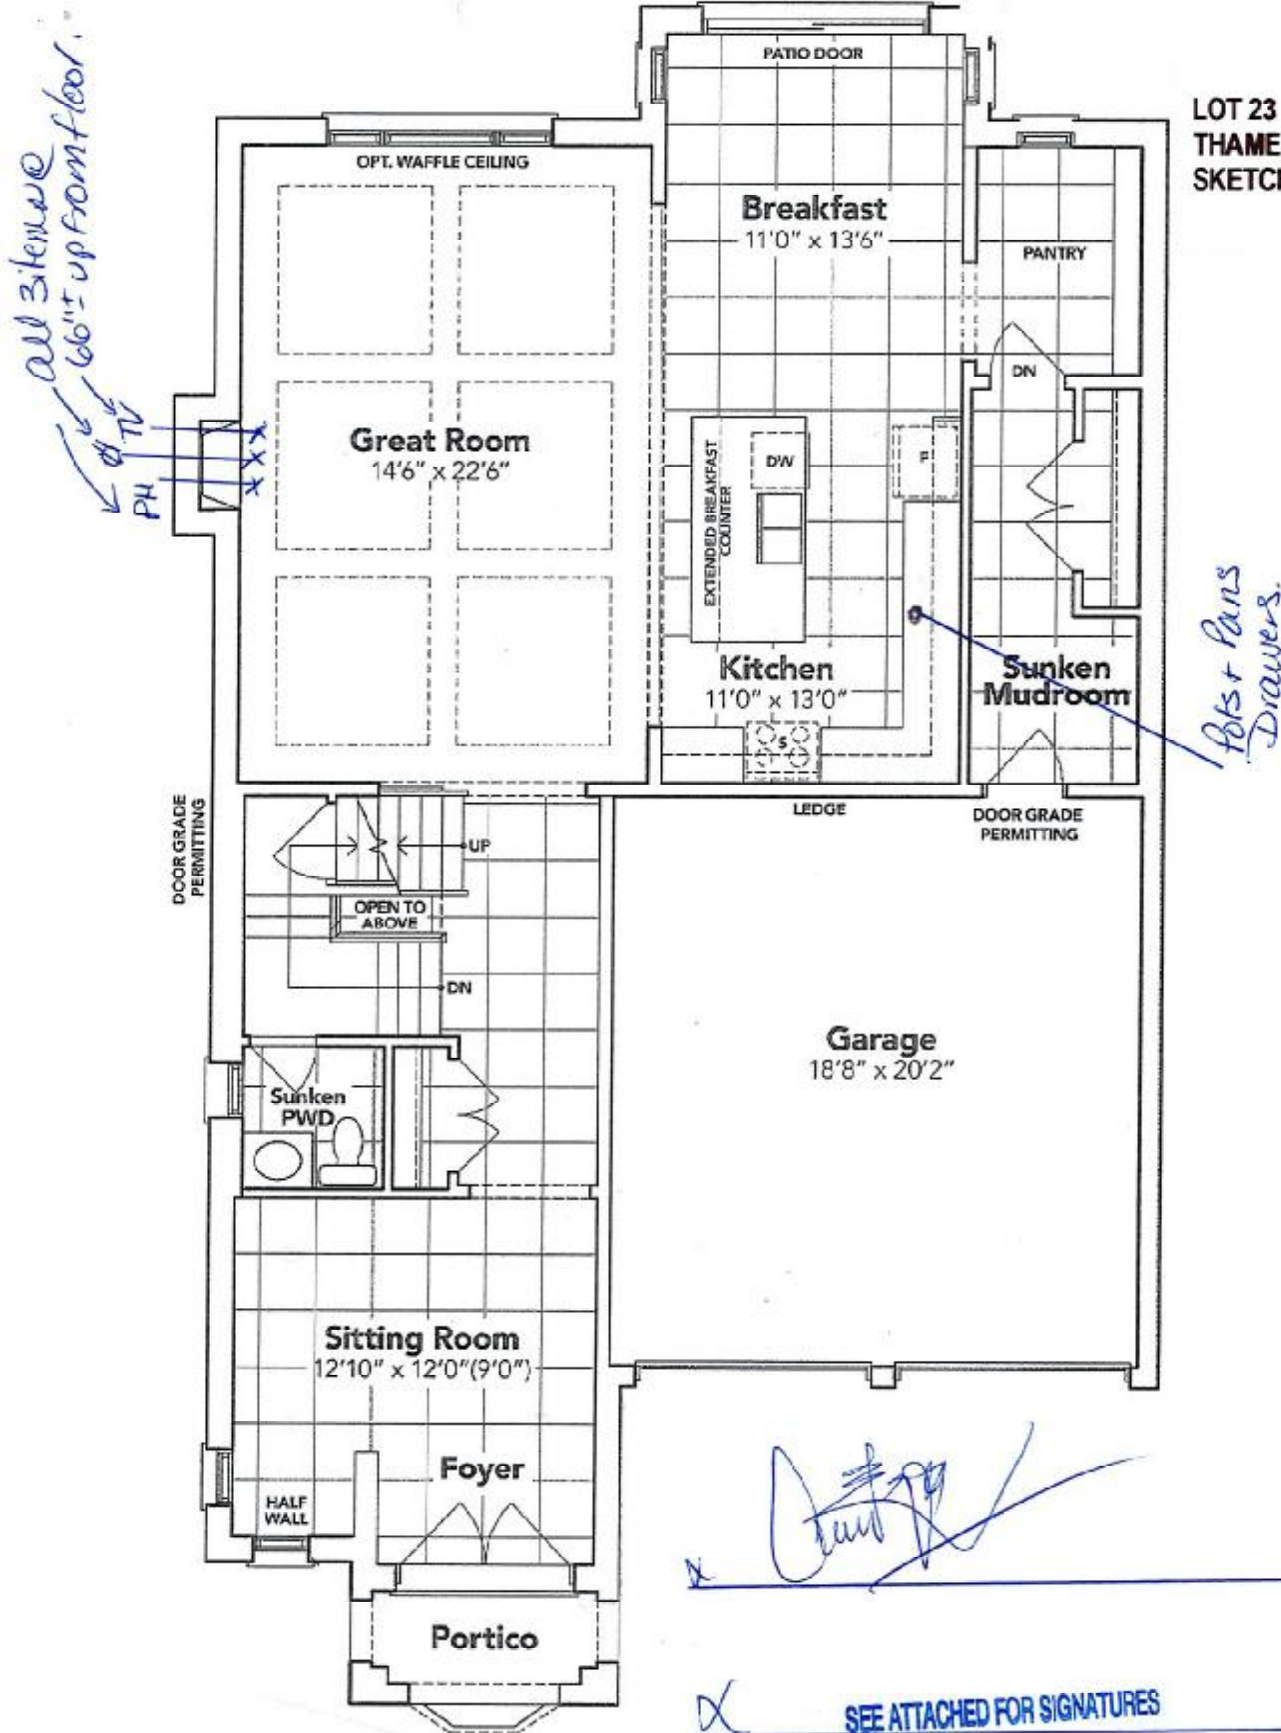 PATIO DOOR
LOT 23
THAME
SKETCH
OPT. WAFFLE CEILING
All 3 items @
66"± up from floor.
Breakfast
11'0" x 13'6"
PANTRY
DN
TV
PH
Great Room
14'6" x 22'6"
EXTENDED BREAKFAST
COUNTER
DW
F
Pots + Pans
Drawers.
Kitchen
11'0" x 13'0"
S
Sunken
Mudroom
LEDGE
DOOR GRADE
PERMITTING
DOOR GRADE
PERMITTING
UP
OPEN TO
ABOVE
DN
Garage
18'8" x 20'2"
Sunken
PWD
Sitting Room
12'10" x 12'0"(9'0")
Foyer
HALF
WALL
Portico
X
X
SEE ATTACHED FOR SIGNATURES